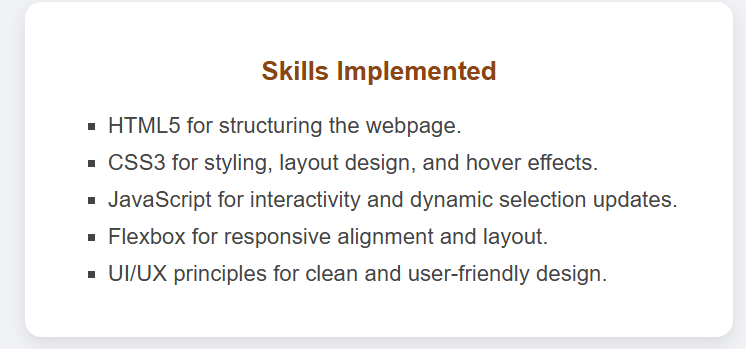 Skills Implemented
HTML5 for structuring the webpage.
CSS3 for styling, layout design, and hover effects.
JavaScript for interactivity and dynamic selection updates.
Flexbox for responsive alignment and layout.
UI/UX principles for clean and user-friendly design.